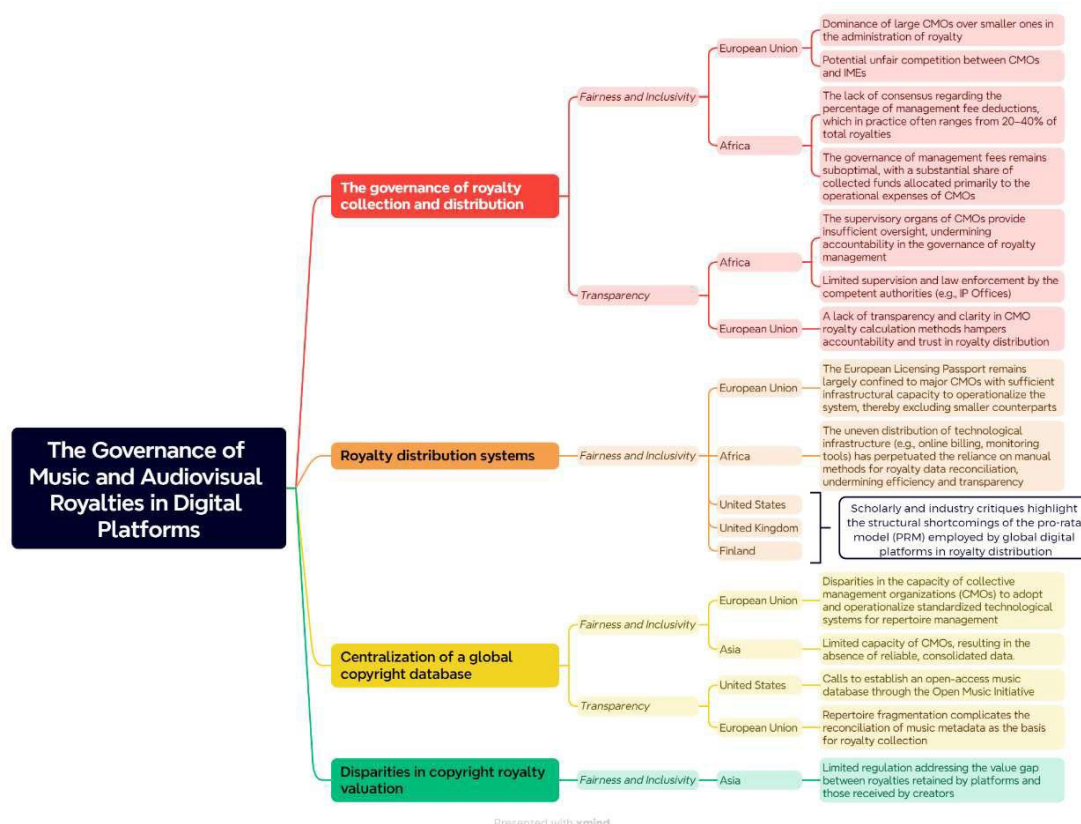 The Governance of
Music and Audiovisual
Royalties in Digital
Platforms
The governance of royalty
collection and distribution
Fairness and Inclusivity
European Union
Dominance of large CMOs over smaller ones in
the administration of royalty
Potential unfair competition between CMOs
and IMEs
Africa
The lack of consensus regarding the
percentage of management fee deductions,
which in practice often ranges from 20–40% of
total royalties
The governance of management fees remains
suboptimal, with a substantial share of
collected funds allocated primarily to the
operational expenses of CMOs
Transparency
Africa
The supervisory organs of CMOs provide
insufficient oversight, undermining
accountability in the governance of royalty
management
Limited supervision and law enforcement by the
competent authorities (e.g., IP Offices)
European Union
A lack of transparency and clarity in CMO
royalty calculation methods hampers
accountability and trust in royalty distribution
Royalty distribution systems
Fairness and Inclusivity
European Union
The European Licensing Passport remains
largely confined to major CMOs with sufficient
infrastructural capacity to operationalize the
system, thereby excluding smaller counterparts
Africa
The uneven distribution of technological
infrastructure (e.g., online billing, monitoring
tools) has perpetuated the reliance on manual
methods for royalty data reconciliation,
undermining efficiency and transparency
United States
United Kingdom
Finland
Scholarly and industry critiques highlight
the structural shortcomings of the pro-rata
model (PRM) employed by global digital
platforms in royalty distribution
Centralization of a global
copyright database
Fairness and Inclusivity
European Union
Disparities in the capacity of collective
management organizations (CMOs) to adopt
and operationalize standardized technological
systems for repertoire management
Asia
Limited capacity of CMOs, resulting in the
absence of reliable, consolidated data.
Transparency
United States
Calls to establish an open-access music
database through the Open Music Initiative
European Union
Repertoire fragmentation complicates the
reconciliation of music metadata as the basis
for royalty collection
Disparities in copyright royalty
valuation
Fairness and Inclusivity
Asia
Limited regulation addressing the value gap
between royalties retained by platforms and
those received by creators
Presented with xmind